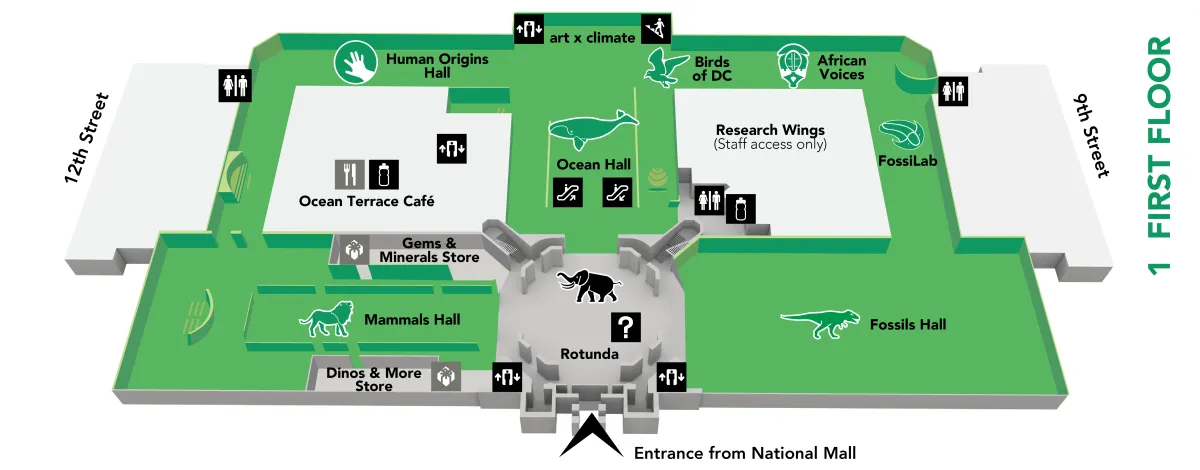 art x climate
Human Origins
Hall
Birds
of DC
African
Voices
12th Street
9th Street
1 FIRST FLOOR
Research Wings
(Staff access only)
Ocean Hall
FossiLab
Ocean Terrace Café
Gems &
Minerals Store
Mammals Hall
?
Rotunda
Fossils Hall
Dinos & More
Store
Entrance from National Mall